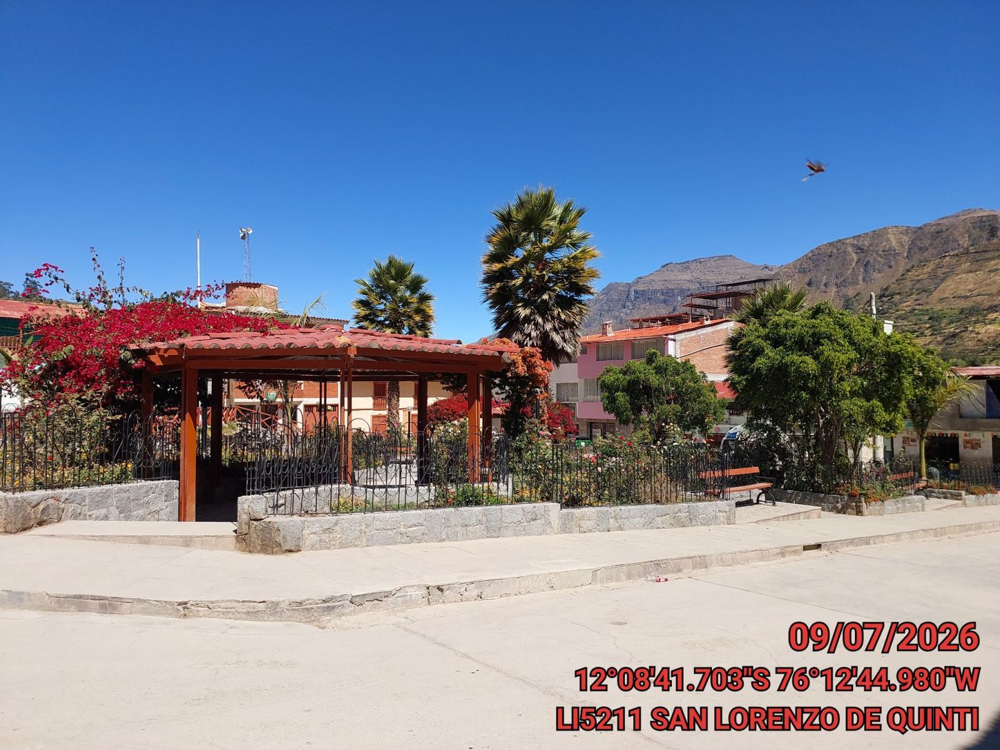 09/07/2026
12°08'41.703"S 76°12'44.980"W
LI5211 SAN LORENZO DE QUINTI